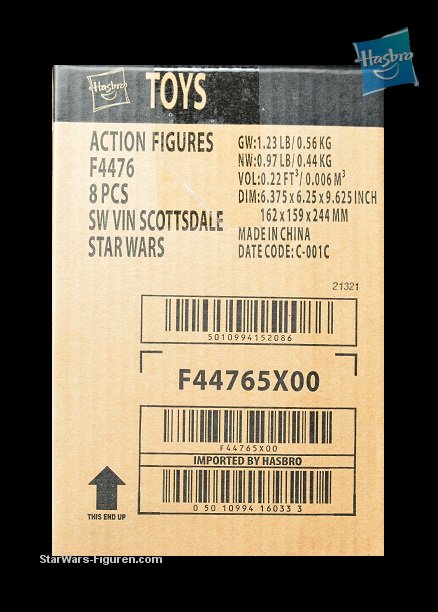 Hasbro
Hasbro TOYS
ACTION FIGURES
F4476
8 PCS
SW VIN SCOTTSDALE
STAR WARS
GW:1.23 LB/0.56 KG
NW:0.97 LB/0.44 KG
VOL:0.22 FT³/0.006 M³
DIM:6.375 x 6.25 x 9.625 INCH
162 x 159 x 244 MM
MADE IN CHINA
DATE CODE: C-001C
21321
5010994152086
F44765X00
F44765X00
IMPORTED BY HASBRO
0 50 10994 16033 3
THIS END UP
StarWars-Figuren.com